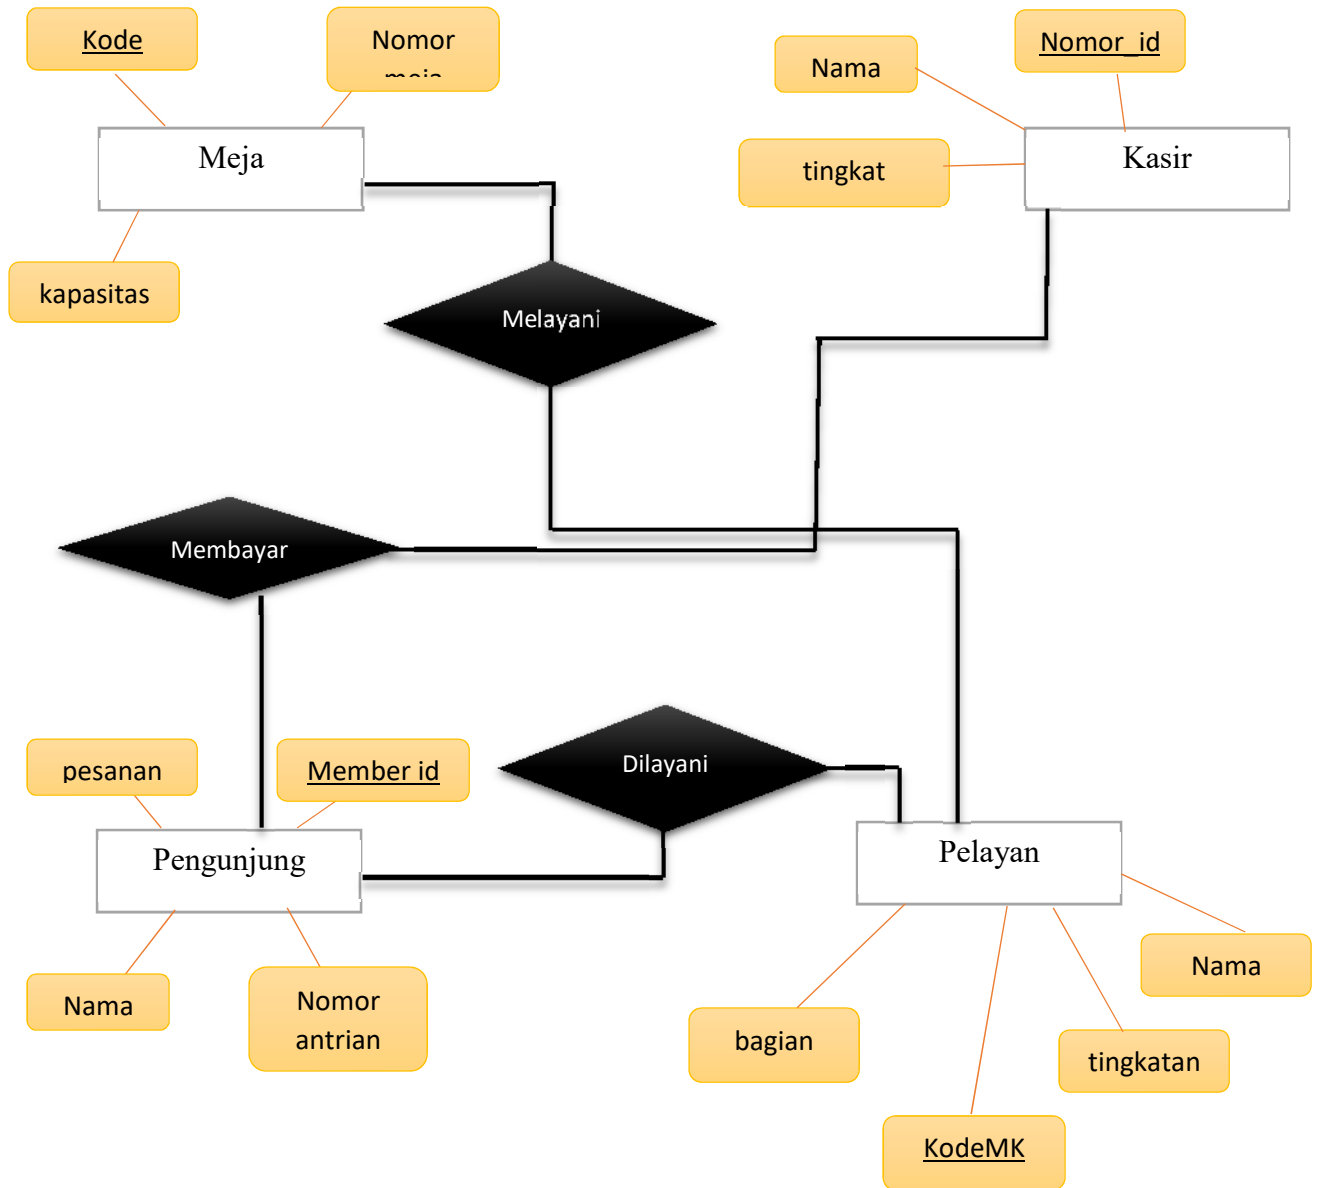 Kode
Nomor
Nama
Nomor_id
Meja
Kasir
tingkat
kapasitas
Melayani
Membayar
pesanan
Member id
Dilayani
Pengunjung
Pelayan
Nama
Nomor
antrian
Nama
bagian
tingkatan
KodeMK